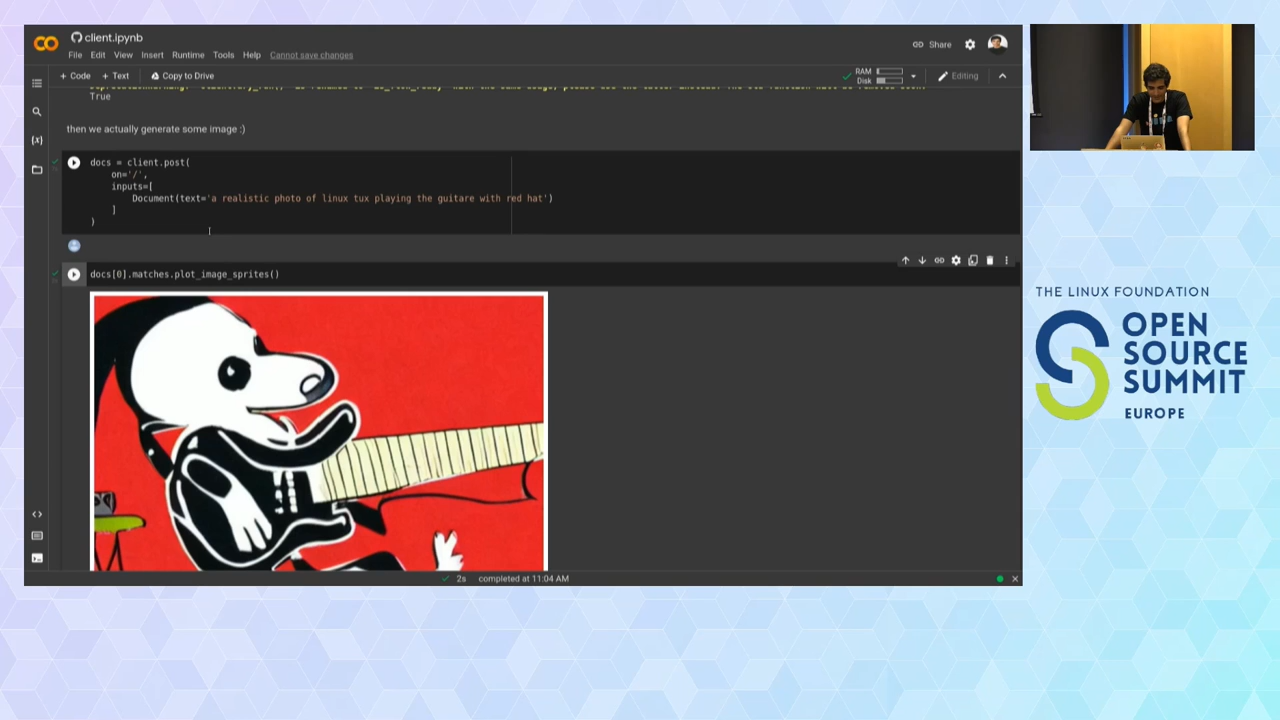 client.ipynb
File Edit View Insert Runtime Tools Help Cannot save changes
Share
+ Code + Text Copy to Drive
RAM
Disk
Editing
True
then we actually generate some image :)
docs = client.post(
on='/',
inputs=[
Document(text='a realistic photo of linux tux playing the guitare with red hat')
]
)
docs[0].matches.plot_image_sprites()
2s completed at 11:04 AM
THE LINUX FOUNDATION
OPEN
SOURCE
SUMMIT
EUROPE